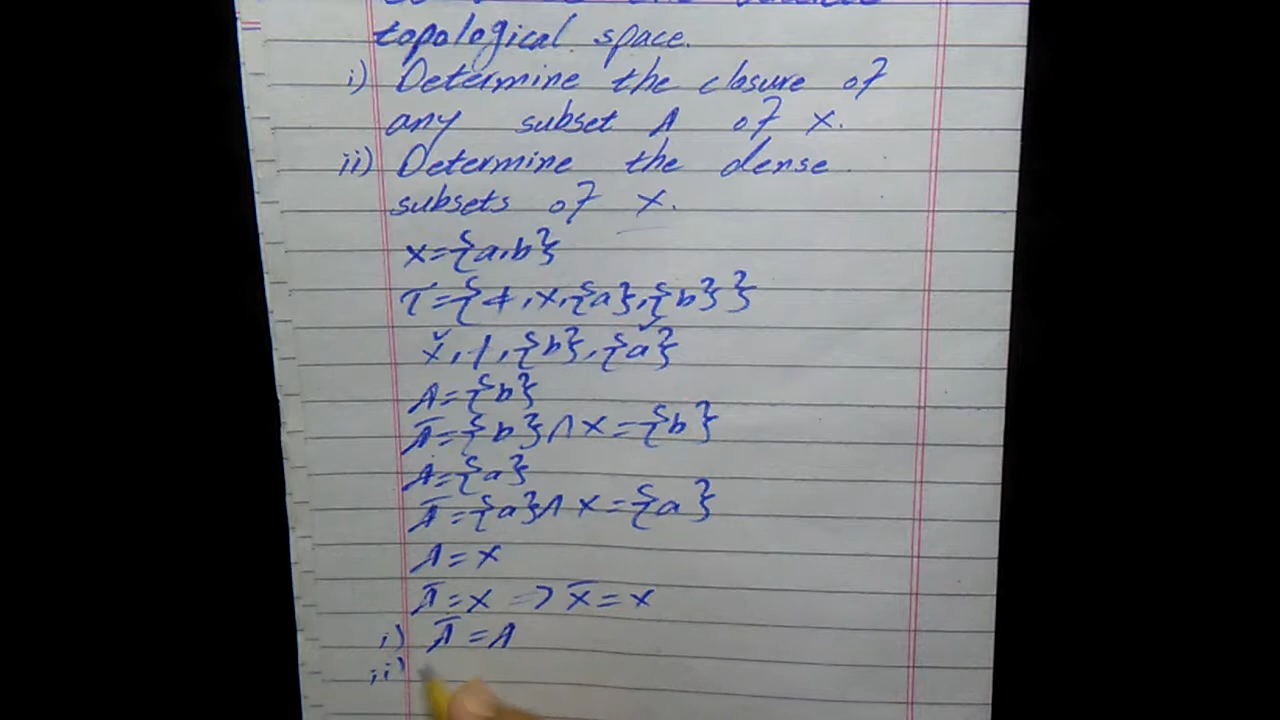 topological space.
i) Determine the closure of
any subset A of X.
ii) Determine the dense
subsets of X.
X={a,b}
τ={ϕ,X,{a},{b}}
X,ϕ,{b},{a}
A={b}
A̅={b}∩X={b}
A={a}
A̅={a}∩X={a}
A=X
A̅=X => X̅=X
i) A̅=A
ii)